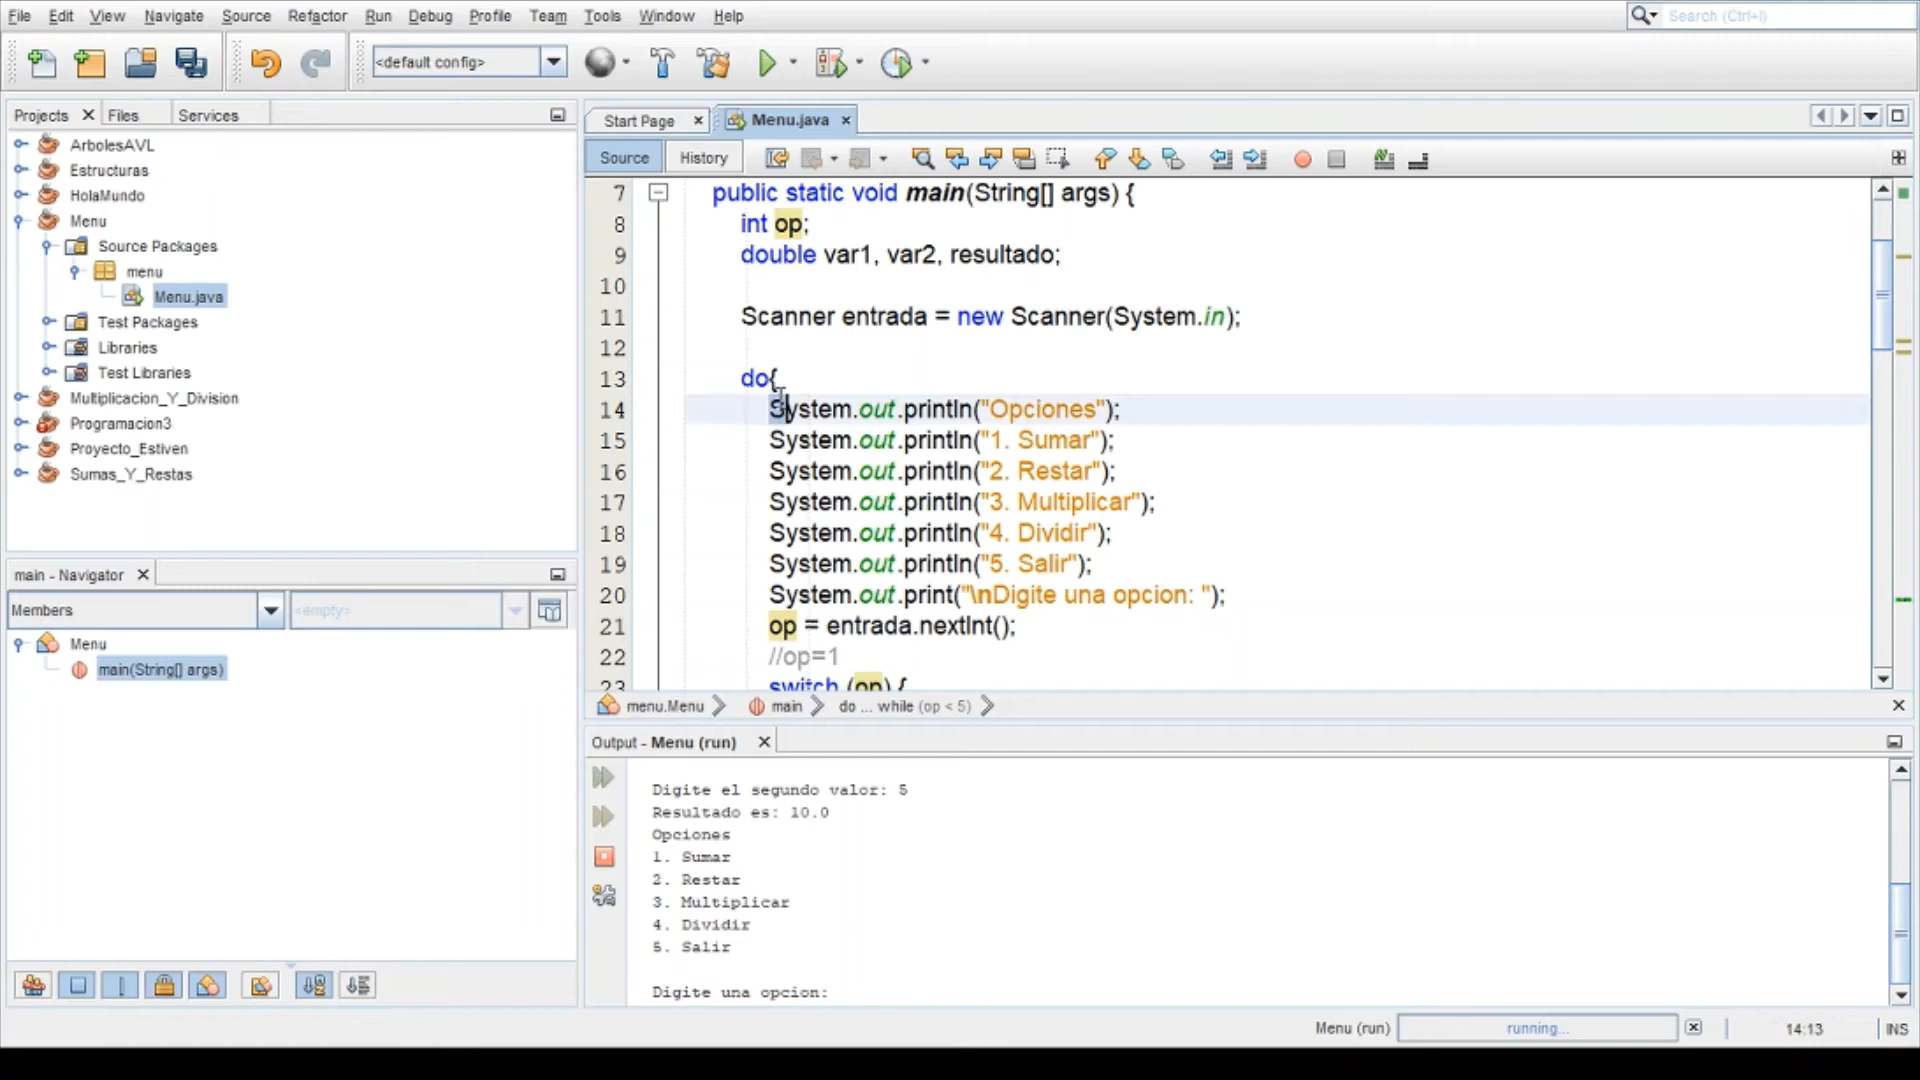 File Edit View Navigate Source Refactor Run Debug Profile Team Tools Window Help
Search (Ctrl+I)
<default config>
Projects Files Services
ArbolesAVL
Estructuras
HolaMundo
Menu
Source Packages
menu
Menu.java
Test Packages
Libraries
Test Libraries
Multiplicacion_Y_Division
Programacion3
Proyecto_Estiven
Sumas_Y_Restas
main - Navigator
Members
<empty>
Menu
main(String[] args)
Start Page Menu.java
Source History
7 public static void main(String[] args) {
8 int op;
9 double var1, var2, resultado;
10
11 Scanner entrada = new Scanner(System.in);
12
13 do{
14 System.out.println("Opciones");
15 System.out.println("1. Sumar");
16 System.out.println("2. Restar");
17 System.out.println("3. Multiplicar");
18 System.out.println("4. Dividir");
19 System.out.println("5. Salir");
20 System.out.print("\nDigite una opcion: ");
21 op = entrada.nextInt();
22 //op=1
23 switch (op) {
menu.Menu main do ... while (op < 5)
Output - Menu (run)
Digite el segundo valor: 5
Resultado es: 10.0
Opciones
1. Sumar
2. Restar
3. Multiplicar
4. Dividir
5. Salir
Digite una opcion:
Menu (run) running... 14:13 INS